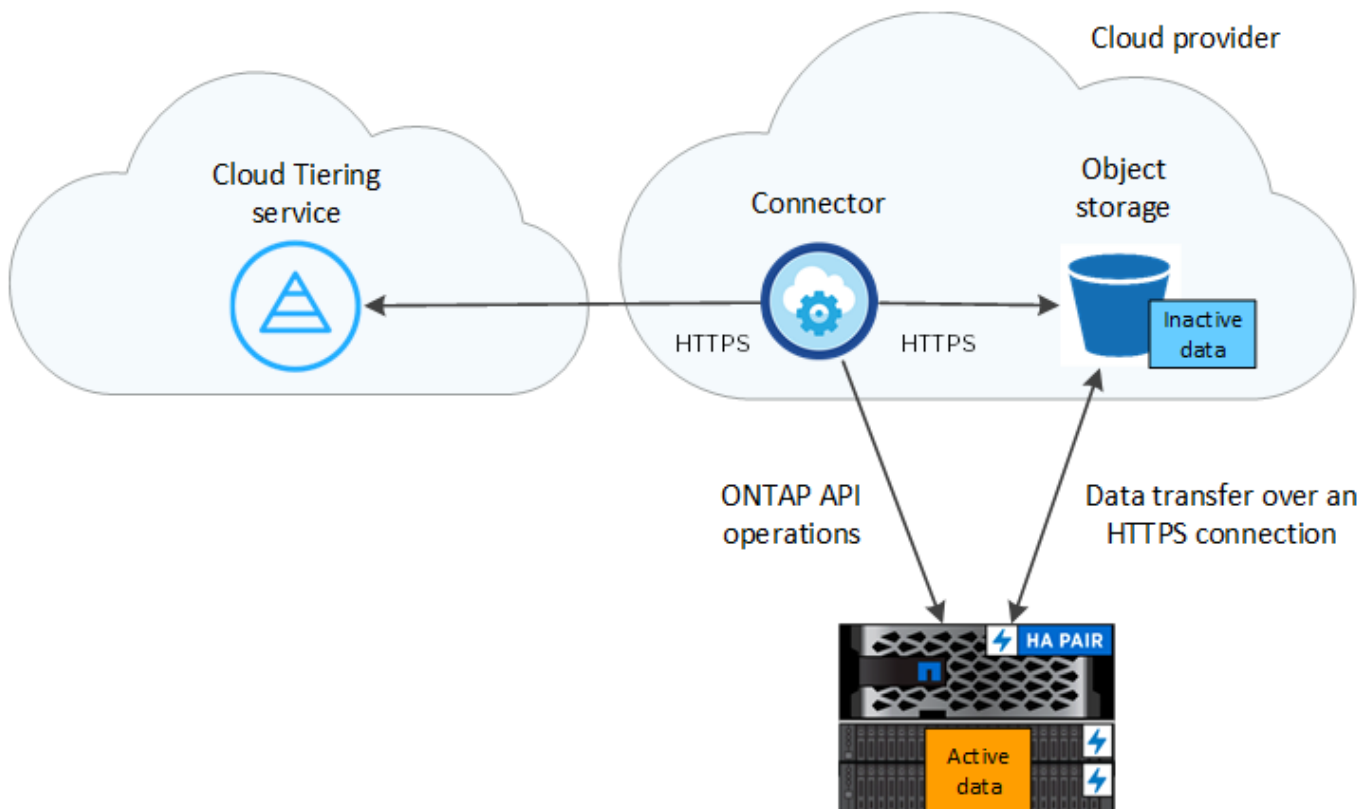 Cloud provider
Cloud Tiering
service
Connector
Object
storage
HTTPS
HTTPS
Inactive
data
ONTAP API
operations
Data transfer over an
HTTPS connection
HA PAIR
Active
data